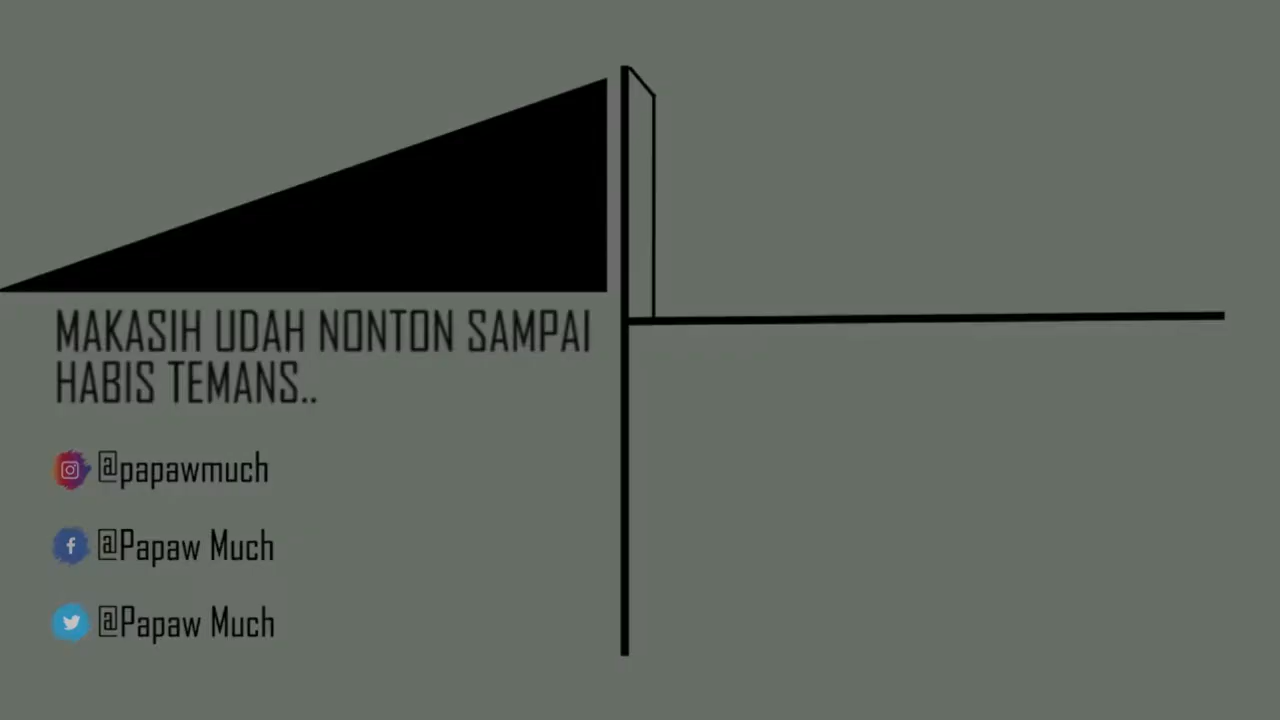 MAKASIH UDAH NONTON SAMPAI
HABIS TEMANS..
@papawmuch
@Papaw Much
@Papaw Much